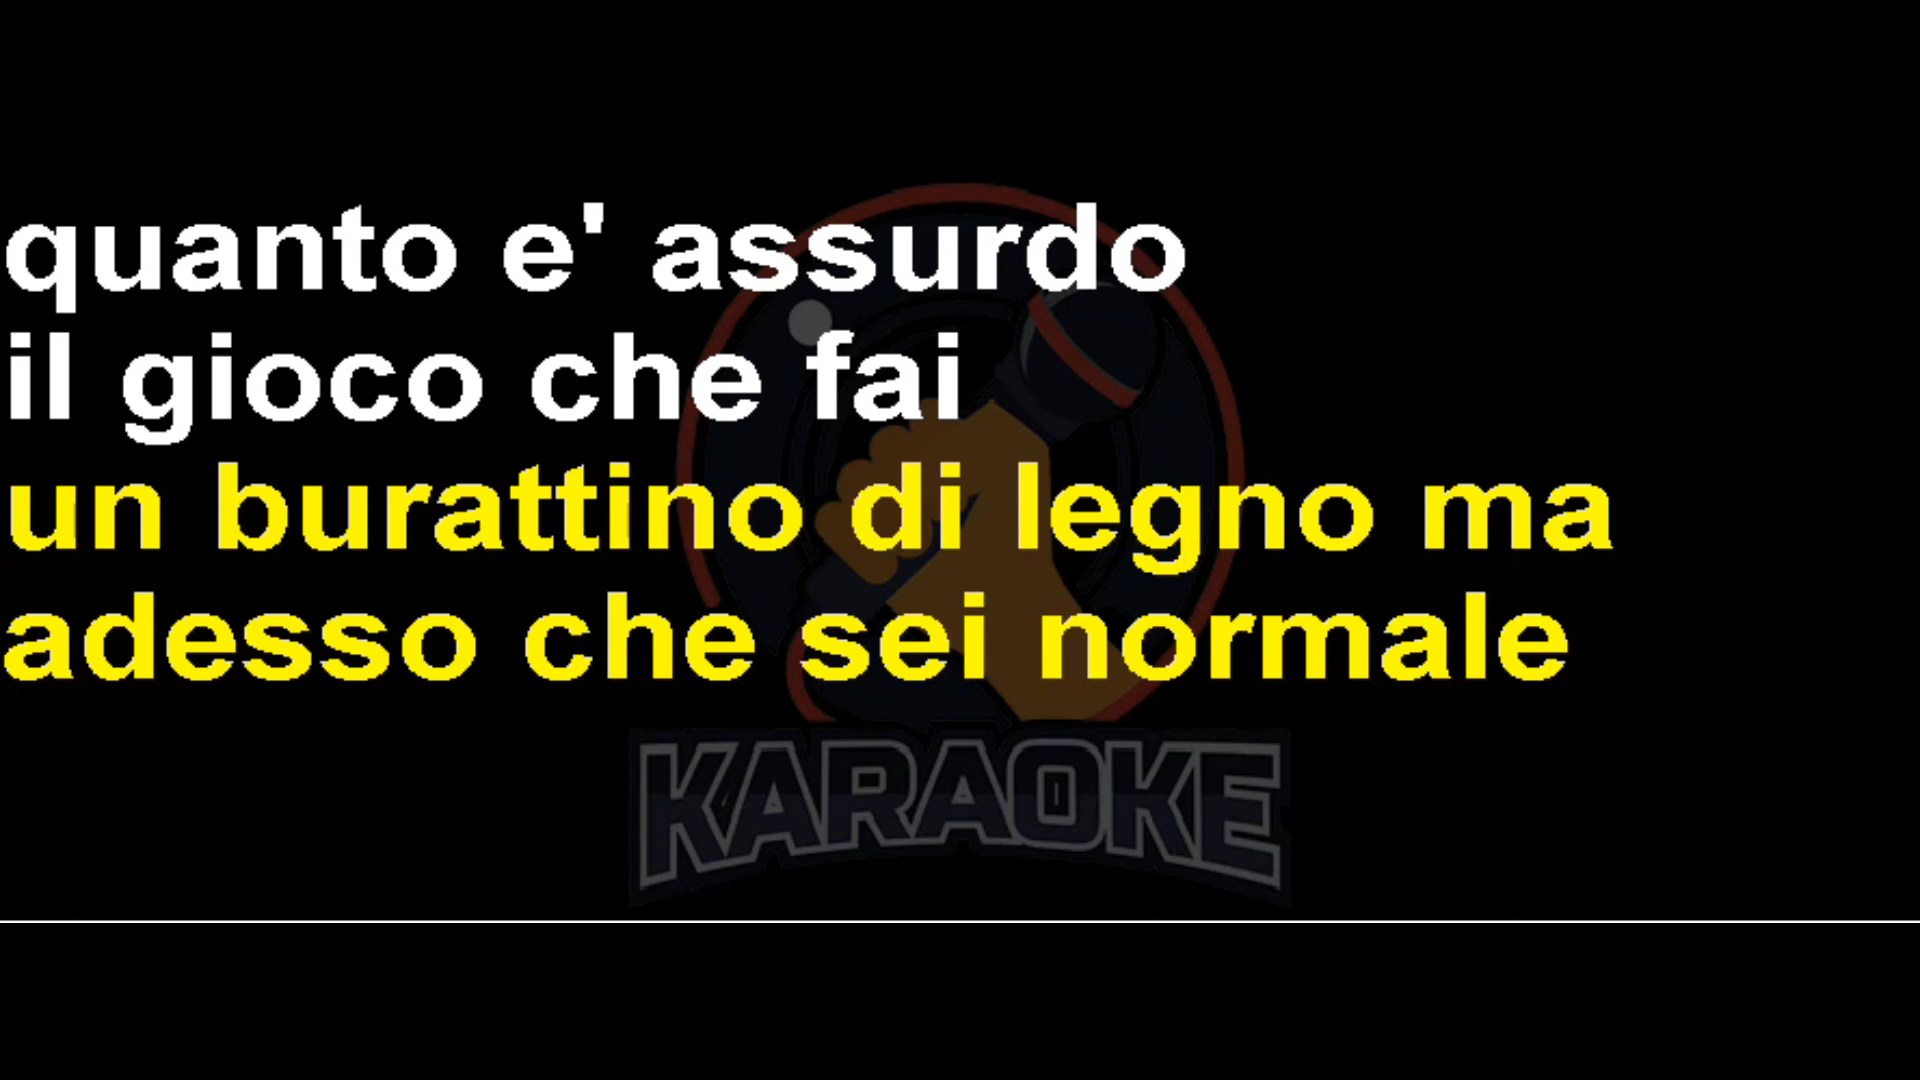 quanto e' assurdo
il gioco che fai
un burattino di legno ma
adesso che sei normale
KARAOKE